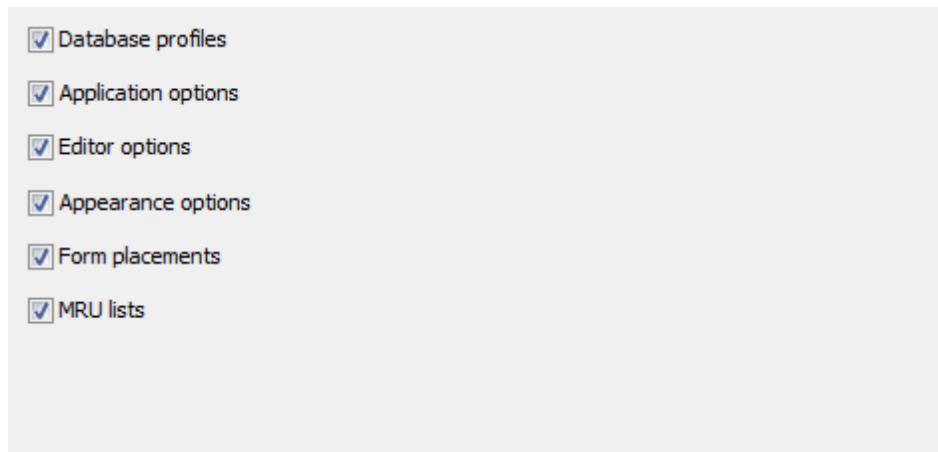 Database profiles
Application options
Editor options
Appearance options
Form placements
MRU lists